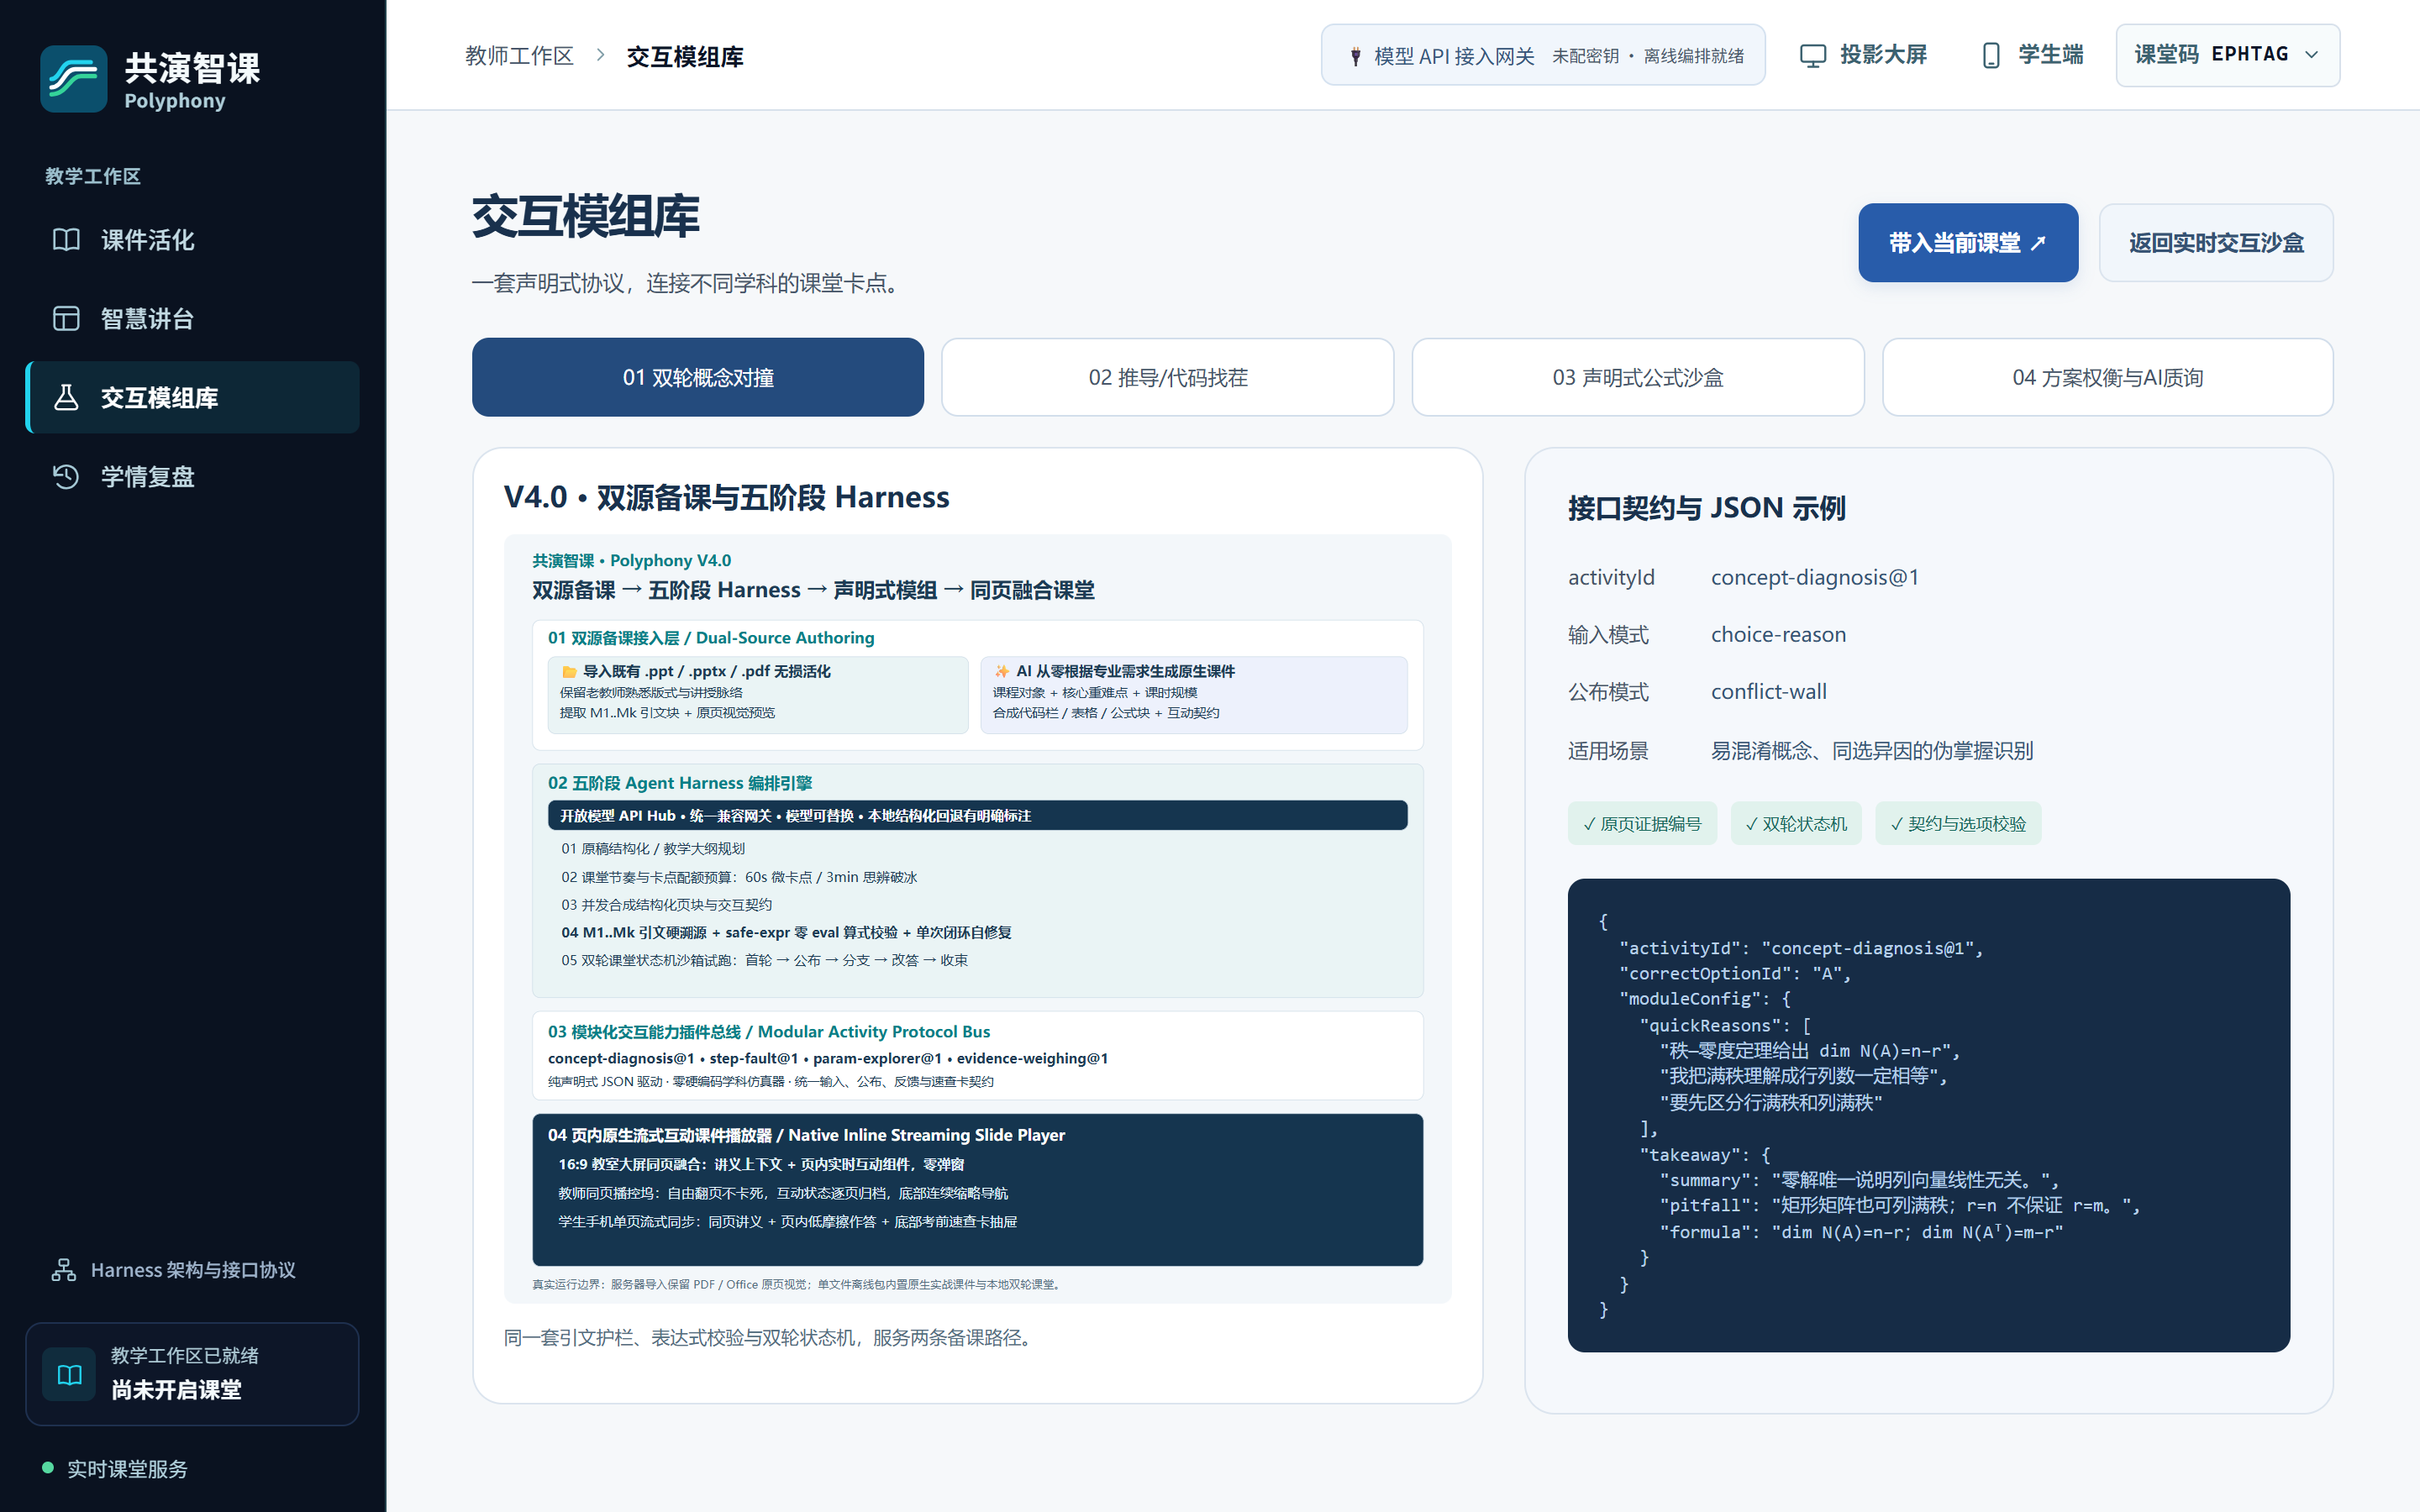 共演智课
Polyphony
教学工作区
课件活化
智慧讲台
交互模组库
学情复盘
Harness 架构与接口协议
教学工作区已就绪
尚未开启课堂
实时课堂服务
教师工作区 > 交互模组库
模型 API 接入网关 未配密钥 • 离线编排就绪
投影大屏
学生端
课堂码 EPHTAG
交互模组库
一套声明式协议，连接不同学科的课堂卡点。
带入当前课堂 ↗
返回实时交互沙盒
01 双轮概念对撞
02 推导/代码找茬
03 声明式公式沙盒
04 方案权衡与AI质询
V4.0 • 双源备课与五阶段 Harness
共演智课 • Polyphony V4.0
双源备课 → 五阶段 Harness → 声明式模组 → 同页融合课堂
01 双源备课接入层 / Dual-Source Authoring
导入既有 .ppt / .pptx / .pdf 无损活化
保留老教师熟悉版式与讲授脉络
提取 M1..Mk 引文块 + 原页视觉预览
AI 从零根据专业需求生成原生课件
课程对象 + 核心重难点 + 课时规模
合成代码栏 / 表格 / 公式块 + 互动契约
02 五阶段 Agent Harness 编排引擎
开放模型 API Hub • 统一兼容网关 • 模型可替换 • 本地结构化回退有明确标注
01 原稿结构化 / 教学大纲规划
02 课堂节奏与卡点配额预算：60s 微卡点 / 3min 思辨破冰
03 并发合成结构化页块与交互契约
04 M1..Mk 引文硬溯源 + safe-expr 零 eval 算式校验 + 单次闭环自修复
05 双轮课堂状态机沙箱试跑：首轮 → 公布 → 分支 → 改答 → 收束
03 模块化交互能力插件总线 / Modular Activity Protocol Bus
concept-diagnosis@1 • step-fault@1 • param-explorer@1 • evidence-weighing@1
纯声明式 JSON 驱动 · 零硬编码学科仿真器 · 统一输入、公布、反馈与速查卡契约
04 页内原生流式互动课件播放器 / Native Inline Streaming Slide Player
16:9 教室大屏同页融合：讲义上下文 + 页内实时互动组件，零弹窗
教师同页播控坞：自由翻页不卡死，互动状态逐页归档，底部连续缩略导航
学生手机单页流式同步：同页讲义 + 页内低摩擦作答 + 底部考前速查卡抽屉
真实运行边界：服务器导入保留 PDF / Office 原页视觉；单文件离线包内置原生实战课件与本地双轮课堂。
同一套引文护栏、表达式校验与双轮状态机，服务两条备课路径。
接口契约与 JSON 示例
activityId concept-diagnosis@1
输入模式 choice-reason
公布模式 conflict-wall
适用场景 易混淆概念、同选异因的伪掌握识别
✓ 原页证据编号
✓ 双轮状态机
✓ 契约与选项校验
{
"activityId": "concept-diagnosis@1",
"correctOptionId": "A",
"moduleConfig": {
"quickReasons": [
"秩—零度定理给出 dim N(A)=n−r",
"我把满秩理解成行列数一定相等",
"要先区分行满秩和列满秩"
],
"takeaway": {
"summary": "零解唯一说明列向量线性无关。",
"pitfall": "矩形矩阵也可列满秩；r=n 不保证 r=m。",
"formula": "dim N(A)=n−r；dim N(Aᵀ)=m−r"
}
}
}